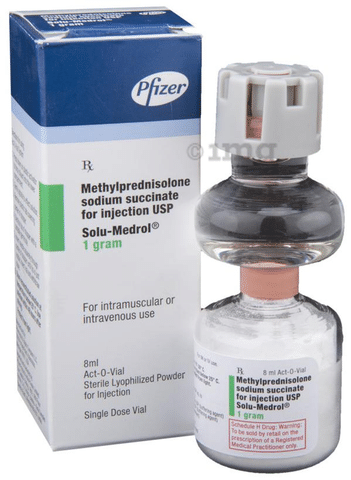 Pfizer
Rx
Methylprednisolone
sodium succinate
for injection USP
Solu-Medrol®
1 gram
For intramuscular or
intravenous use
8ml
Act-O-Vial
Sterile Lyophilized Powder
for Injection
Single Dose Vial
1mg
Rx 8 ml Act-O-Vial
Methylprednisolone
sodium succinate
for injection USP
Solu-Medrol®
1 gram
Schedule H Drug: Warning:
To be sold by retail on the
prescription of a Registered
Medical Practitioner only.